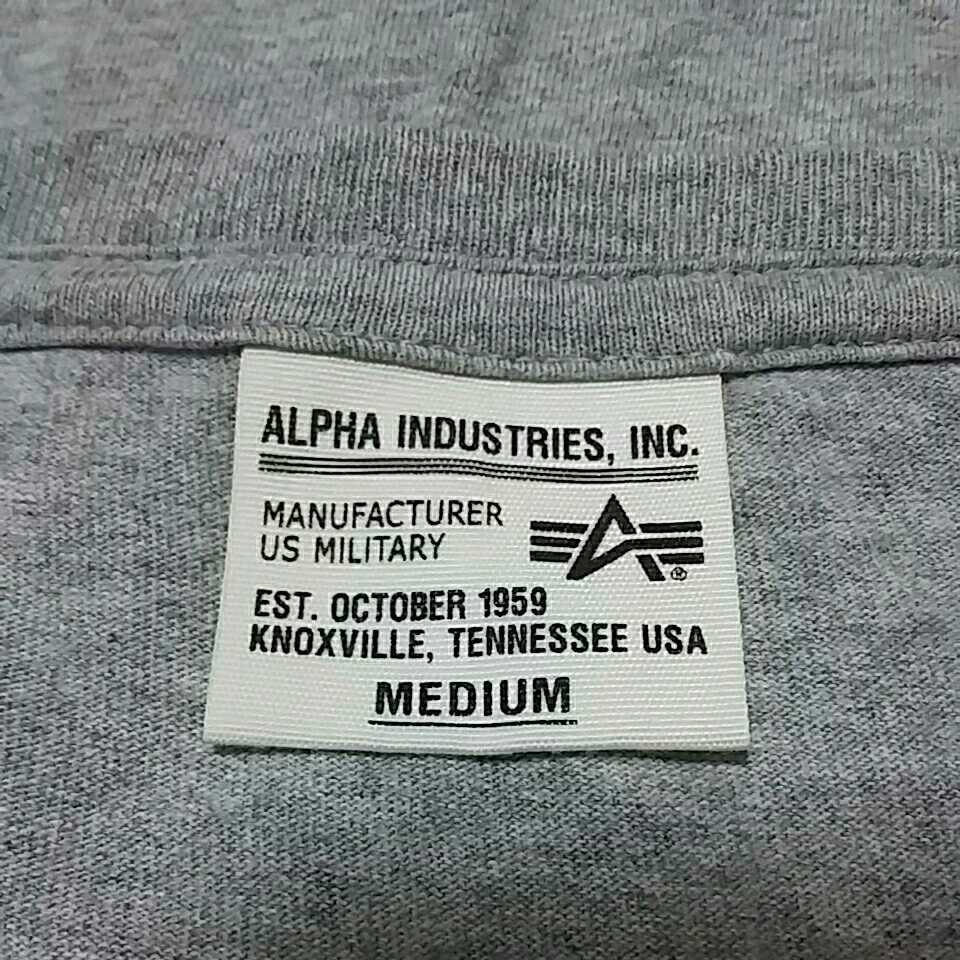 ALPHA INDUSTRIES, INC.
MANUFACTURER
US MILITARY
®
EST. OCTOBER 1959
KNOXVILLE, TENNESSEE USA
MEDIUM